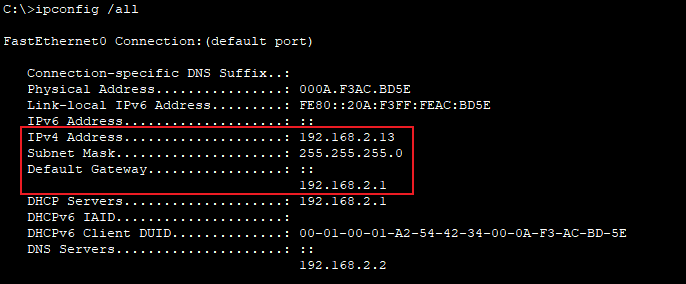 C:\>ipconfig /all
FastEthernet0 Connection:(default port)
Connection-specific DNS Suffix..:
Physical Address................: 000A.F3AC.BD5E
Link-local IPv6 Address.........: FE80::20A:F3FF:FEAC:BD5E
IPv6 Address....................: ::
IPv4 Address....................: 192.168.2.13
Subnet Mask.....................: 255.255.255.0
Default Gateway.................: ::
192.168.2.1
DHCP Servers....................: 192.168.2.1
DHCPv6 IAID.....................:
DHCPv6 Client DUID..............: 00-01-00-01-A2-54-42-34-00-0A-F3-AC-BD-5E
DNS Servers.....................: ::
192.168.2.2